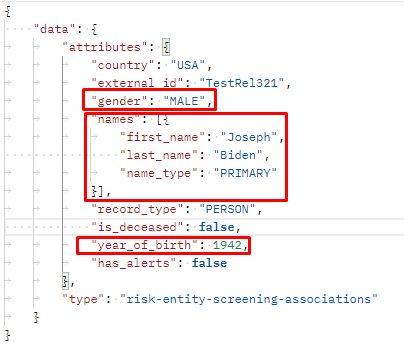 {
"data": {
"attributes": {
"country": "USA",
"external_id": "TestRel321",
"gender": "MALE",
"names": [{
"first_name": "Joseph",
"last_name": "Biden",
"name_type": "PRIMARY"
}],
"record_type": "PERSON",
"is_deceased": false,
"year_of_birth": 1942,
"has_alerts": false
},
"type": "risk-entity-screening-associations"
}
}